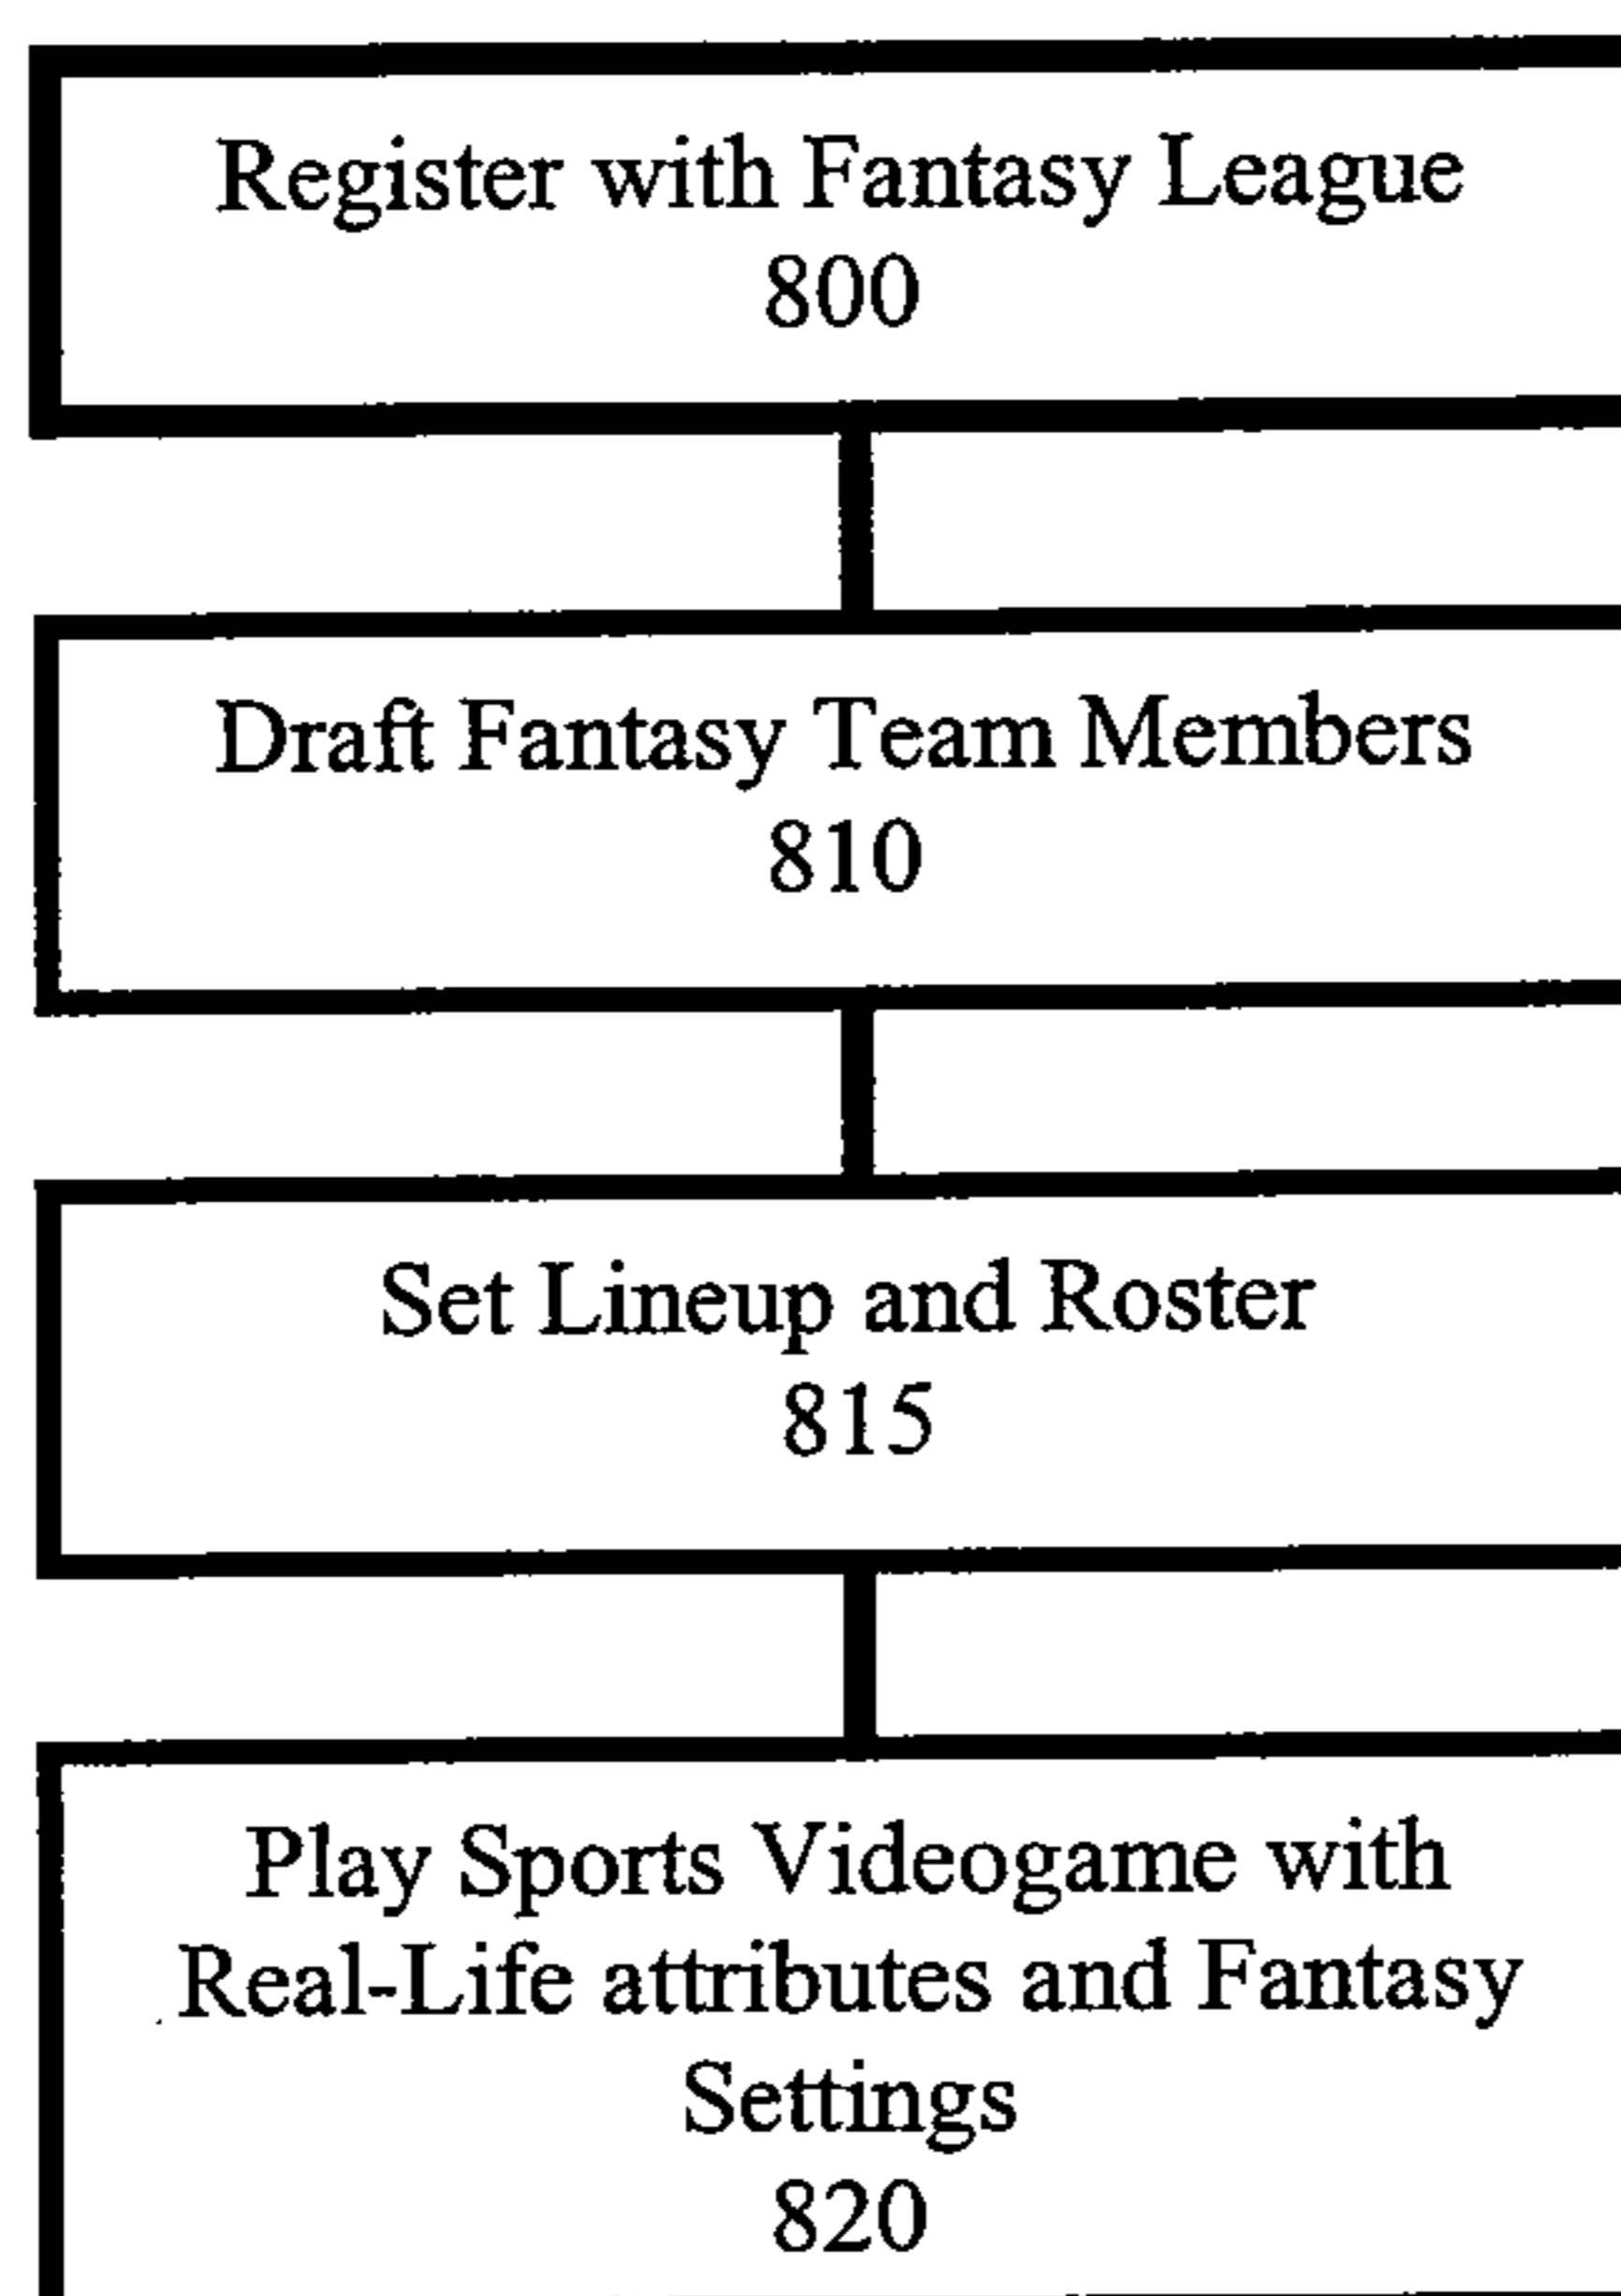 Register with Fantasy League
800
Draft Fantasy Team Members
810
Set Lineup and Roster
815
Play Sports Videogame with
Real-Life attributes and Fantasy
Settings
820